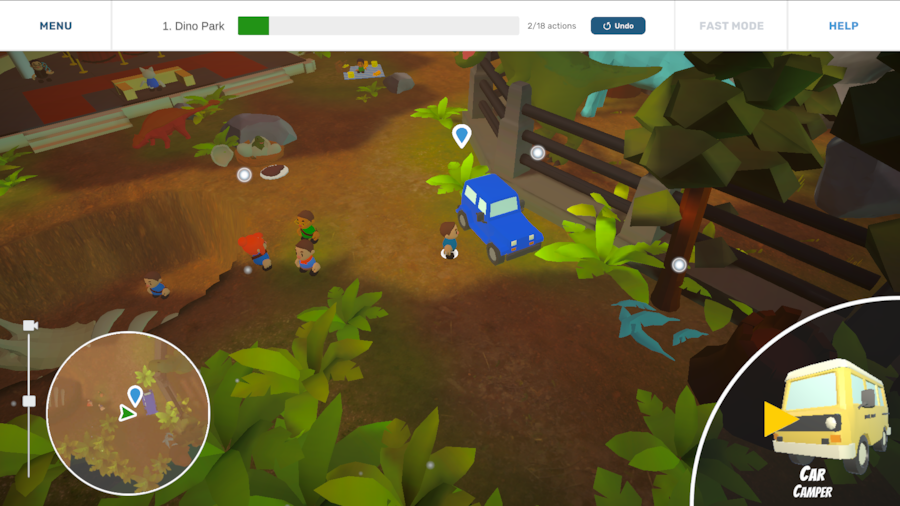 MENU
1. Dino Park
2/18 actions
Undo
FAST MODE
HELP
CAR
CAMPER